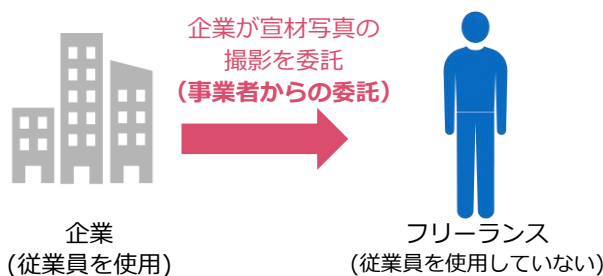 企業が宣材写真の
撮影を委託
（事業者からの委託）
企業
(従業員を使用)
フリーランス
(従業員を使用していない)